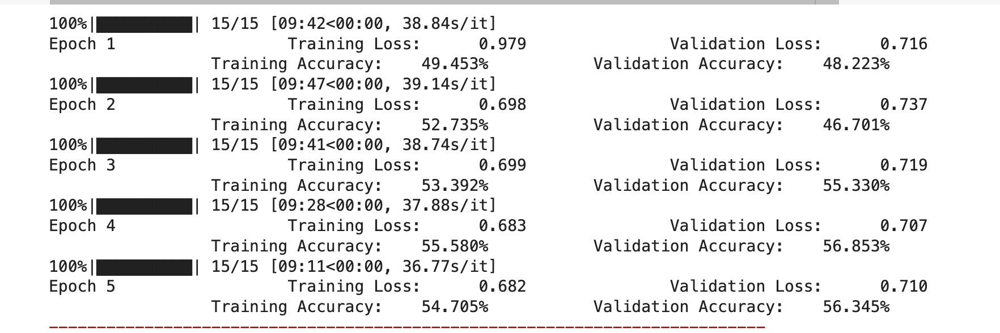 100%|██████████| 15/15 [09:42<00:00, 38.84s/it]
Epoch 1 Training Loss: 0.979 Validation Loss: 0.716
Training Accuracy: 49.453% Validation Accuracy: 48.223%
100%|██████████| 15/15 [09:47<00:00, 39.14s/it]
Epoch 2 Training Loss: 0.698 Validation Loss: 0.737
Training Accuracy: 52.735% Validation Accuracy: 46.701%
100%|██████████| 15/15 [09:41<00:00, 38.74s/it]
Epoch 3 Training Loss: 0.699 Validation Loss: 0.719
Training Accuracy: 53.392% Validation Accuracy: 55.330%
100%|██████████| 15/15 [09:28<00:00, 37.88s/it]
Epoch 4 Training Loss: 0.683 Validation Loss: 0.707
Training Accuracy: 55.580% Validation Accuracy: 56.853%
100%|██████████| 15/15 [09:11<00:00, 36.77s/it]
Epoch 5 Training Loss: 0.682 Validation Loss: 0.710
Training Accuracy: 54.705% Validation Accuracy: 56.345%
---------------------------------------------------------------------------